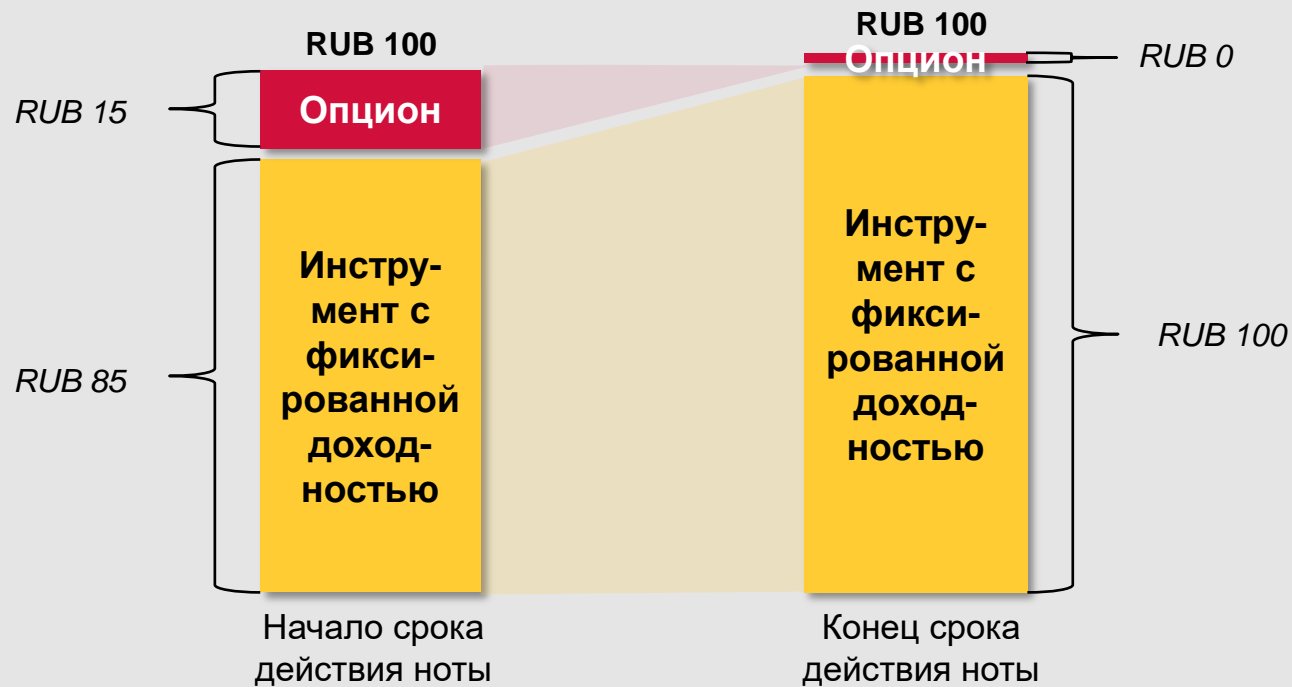 RUB 100
RUB 15
Опцион
RUB 85
Инстру-
мент с
фикси-
рованной
доход-
ностью
Начало срока
действия ноты
RUB 100
Опцион
RUB 0
Инстру-
мент с
фикси-
рованной
доход-
ностью
RUB 100
Конец срока
действия ноты